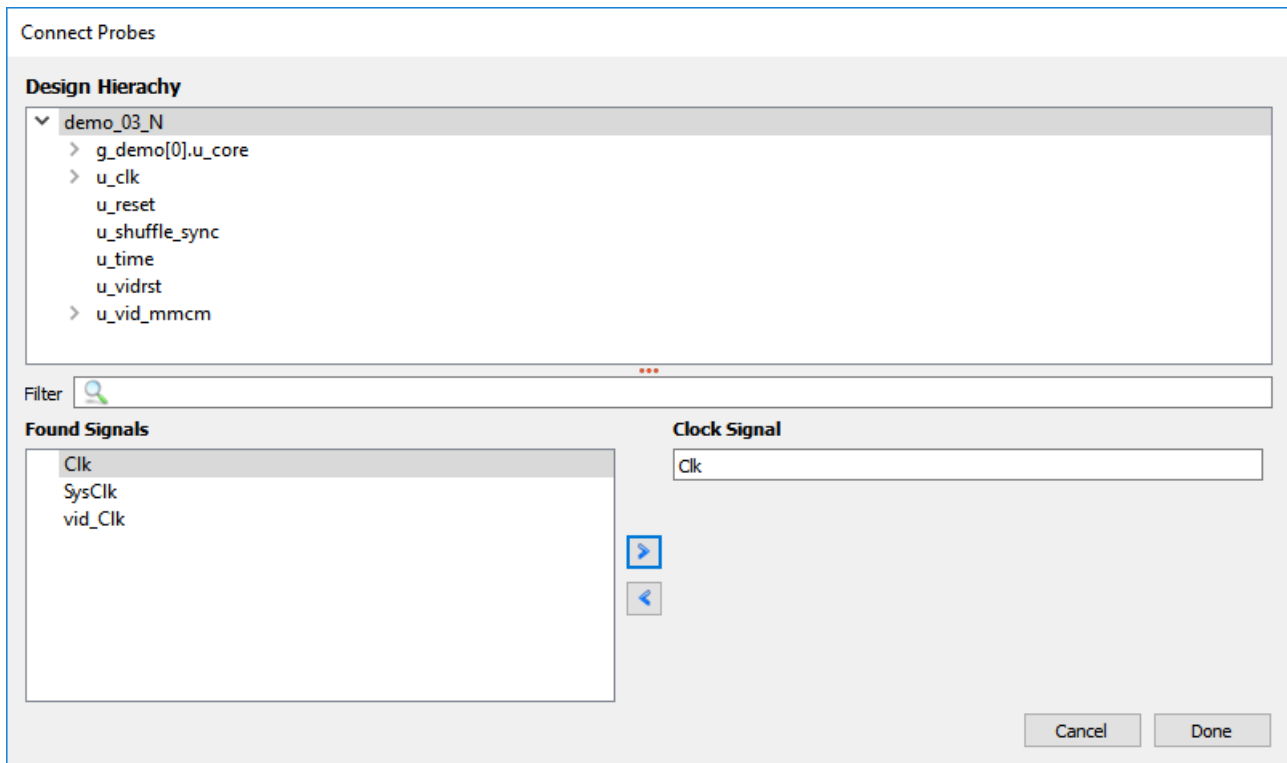 Connect Probes
Design Hierachy
demo_03_N
g_demo[0].u_core
u_clk
u_reset
u_shuffle_sync
u_time
u_vidrst
u_vid_mmcm
Filter
Found Signals
Clk
SysClk
vid_Clk
Clock Signal
Clk
Cancel
Done